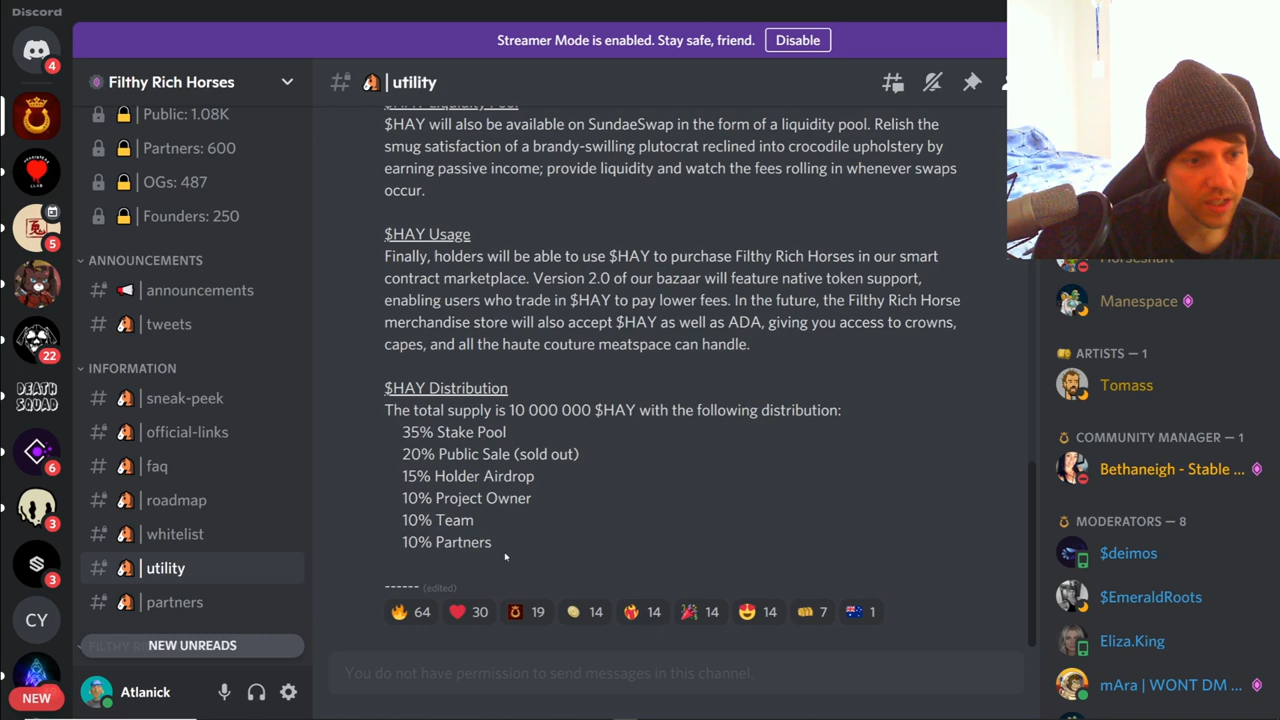 Discord
Streamer Mode is enabled. Stay safe, friend.
Disable
4
5
22
DEATH
SQUAD
6
3
3
CY
NEW
Filthy Rich Horses
Public: 1.08K
Partners: 600
OGs: 487
Founders: 250
ANNOUNCEMENTS
announcements
tweets
INFORMATION
sneak-peek
official-links
faq
roadmap
whitelist
utility
partners
NEW UNREADS
Atlanick
| utility
$HAY Liquidity Pool
$HAY will also be available on SundaeSwap in the form of a liquidity pool. Relish the
smug satisfaction of a brandy-swilling plutocrat reclined into crocodile upholstery by
earning passive income; provide liquidity and watch the fees rolling in whenever swaps
occur.
$HAY Usage
Finally, holders will be able to use $HAY to purchase Filthy Rich Horses in our smart
contract marketplace. Version 2.0 of our bazaar will feature native token support,
enabling users who trade in $HAY to pay lower fees. In the future, the Filthy Rich Horse
merchandise store will also accept $HAY as well as ADA, giving you access to crowns,
capes, and all the haute couture meatspace can handle.
$HAY Distribution
The total supply is 10 000 000 $HAY with the following distribution:
35% Stake Pool
20% Public Sale (sold out)
15% Holder Airdrop
10% Project Owner
10% Team
10% Partners
------ (edited)
64 30 19 14 14 14 14 7 1
You do not have permission to send messages in this channel.
Manespace
ARTISTS — 1
Tomass
COMMUNITY MANAGER — 1
Bethaneigh - Stable ...
MODERATORS — 8
$deimos
$EmeraldRoots
Eliza.King
mAra | WONT DM ...